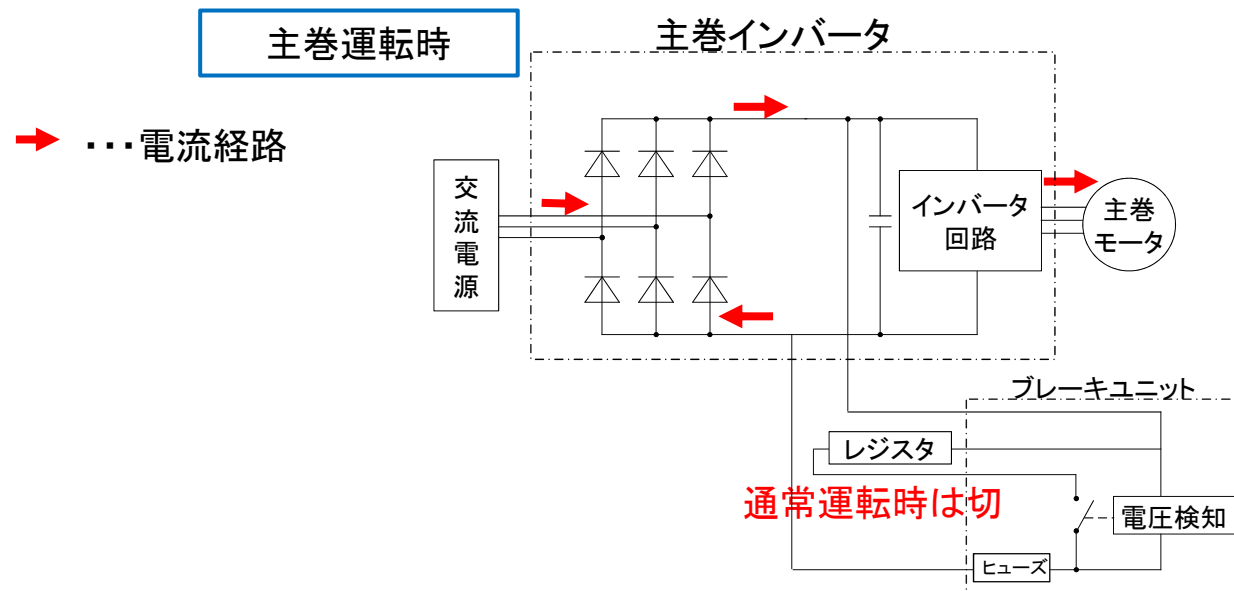 主巻運転時
主巻インバータ
・・・電流経路
交流電源
インバータ
回路
主巻
モータ
ブレーキユニット
レジスタ
通常運転時は切
電圧検知
ヒューズ